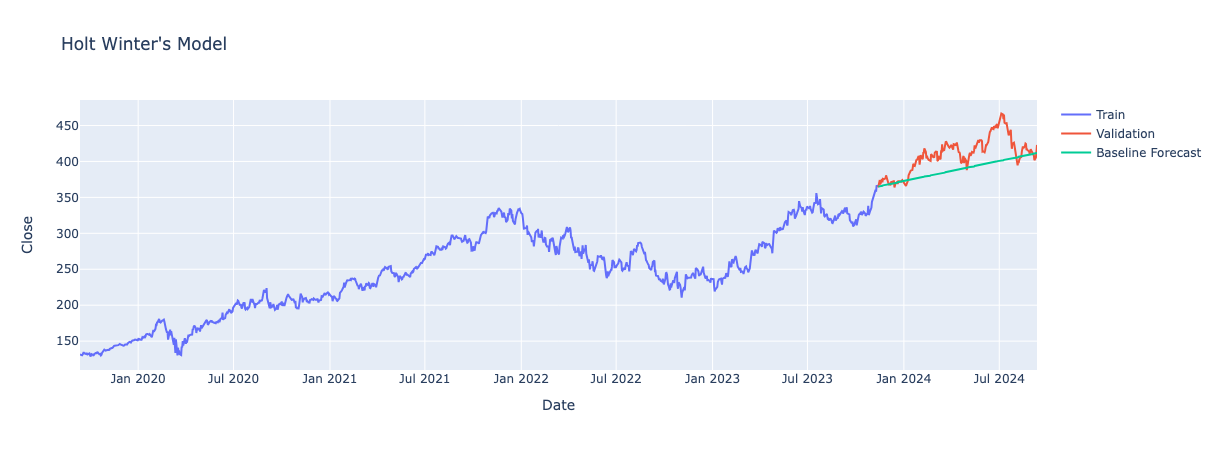 Holt Winter's Model
Train
Validation
Baseline Forecast
Close
450
400
350
300
250
200
150
Jan 2020 Jul 2020 Jan 2021 Jul 2021 Jan 2022 Jul 2022 Jan 2023 Jul 2023 Jan 2024 Jul 2024
Date